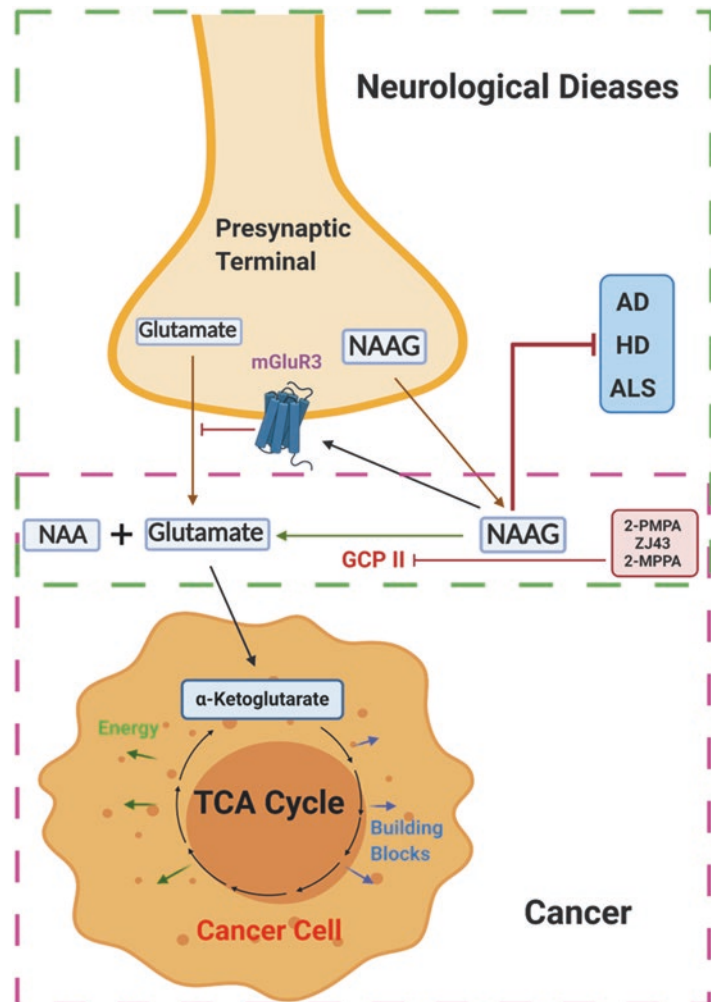 Neurological Dieases
Presynaptic
Terminal
Glutamate
NAAG
mGluR3
AD
HD
ALS
NAA + Glutamate
NAAG
GCP II
2-PMPA
ZJ43
2-MPPA
α-Ketoglutarate
Energy
TCA Cycle
Building
Blocks
Cancer Cell
Cancer